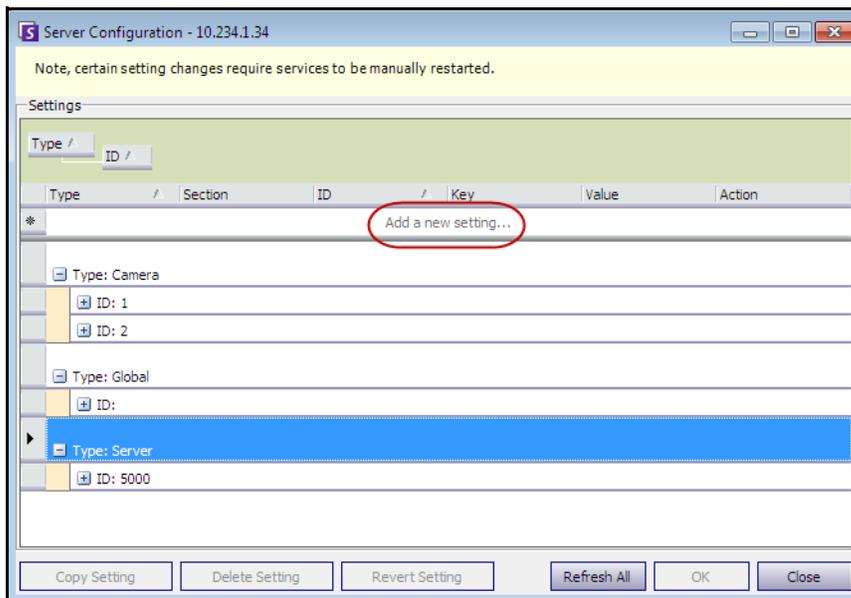 Server Configuration - 10.234.1.34
Note, certain setting changes require services to be manually restarted.
Settings
Type
ID
Type Section ID Key Value Action
Add a new setting...
Type: Camera
ID: 1
ID: 2
Type: Global
ID:
Type: Server
ID: 5000
Copy Setting Delete Setting Revert Setting Refresh All OK Close